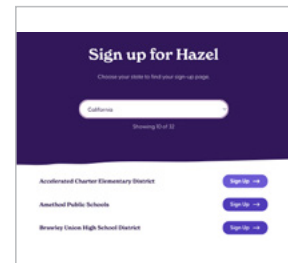 Sign up for Hazel
Choose your state to find your sign-up page.
California
Showing 10 of 32
Accelerated Charter Elementary District
Sign Up →
Amethod Public Schools
Sign Up →
Brawley Union High School District
Sign Up →